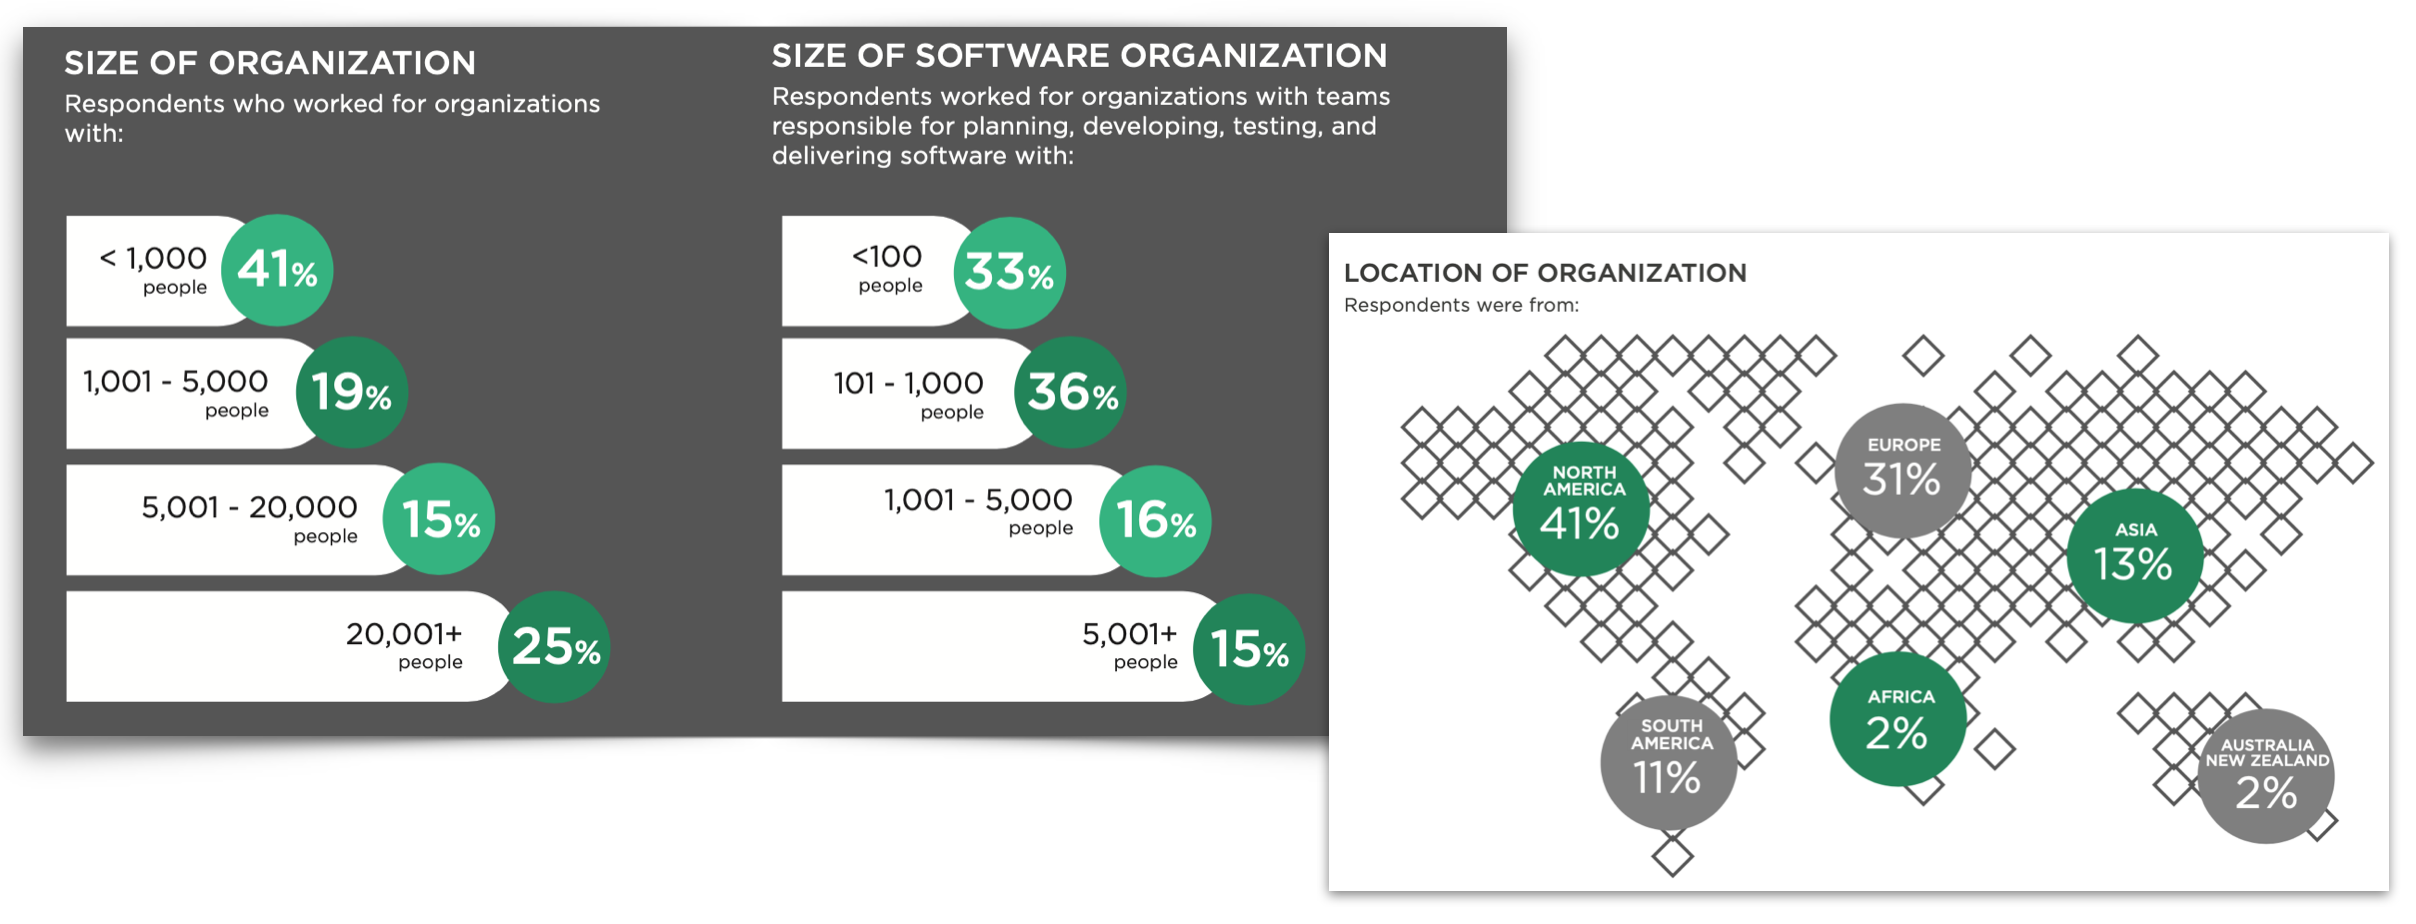 SIZE OF ORGANIZATION
Respondents who worked for organizations
with:
< 1,000
people
41%
1,001 - 5,000
people
19%
5,001 - 20,000
people
15%
20,001+
people
25%
SIZE OF SOFTWARE ORGANIZATION
Respondents worked for organizations with teams
responsible for planning, developing, testing, and
delivering software with:
<100
people
33%
101 - 1,000
people
36%
1,001 - 5,000
people
16%
5,001+
people
15%
LOCATION OF ORGANIZATION
Respondents were from:
NORTH
AMERICA
41%
EUROPE
31%
ASIA
13%
SOUTH
AMERICA
11%
AFRICA
2%
AUSTRALIA
NEW ZEALAND
2%